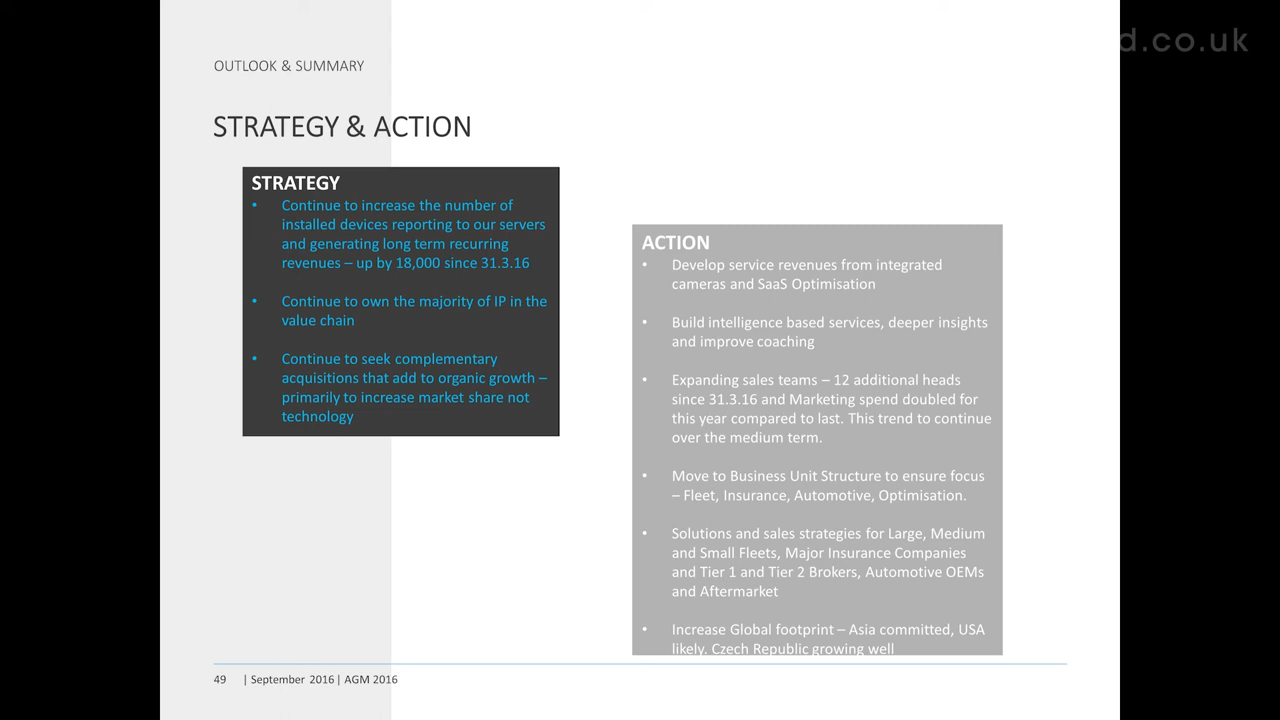 d.co.uk
OUTLOOK & SUMMARY
STRATEGY & ACTION
STRATEGY
• Continue to increase the number of
installed devices reporting to our servers
and generating long term recurring
revenues – up by 18,000 since 31.3.16
• Continue to own the majority of IP in the
value chain
• Continue to seek complementary
acquisitions that add to organic growth –
primarily to increase market share not
technology
ACTION
• Develop service revenues from integrated
cameras and SaaS Optimisation
• Build intelligence based services, deeper insights
and improve coaching
• Expanding sales teams – 12 additional heads
since 31.3.16 and Marketing spend doubled for
this year compared to last. This trend to continue
over the medium term.
• Move to Business Unit Structure to ensure focus
– Fleet, Insurance, Automotive, Optimisation.
• Solutions and sales strategies for Large, Medium
and Small Fleets, Major Insurance Companies
and Tier 1 and Tier 2 Brokers, Automotive OEMs
and Aftermarket
• Increase Global footprint – Asia committed, USA
likely. Czech Republic growing well
49 | September 2016 | AGM 2016